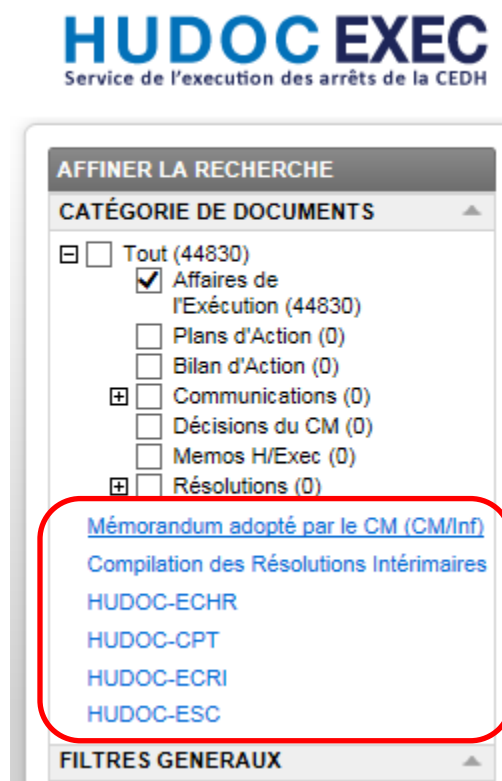 HUDOC EXEC
Service de l'execution des arrêts de la CEDH
AFFINER LA RECHERCHE
CATÉGORIE DE DOCUMENTS
Tout (44830)
Affaires de
l'Exécution (44830)
Plans d'Action (0)
Bilan d'Action (0)
Communications (0)
Décisions du CM (0)
Memos H/Exec (0)
Résolutions (0)
Mémorandum adopté par le CM (CM/Inf)
Compilation des Résolutions Intérimaires
HUDOC-ECHR
HUDOC-CPT
HUDOC-ECRI
HUDOC-ESC
FILTRES GENERAUX